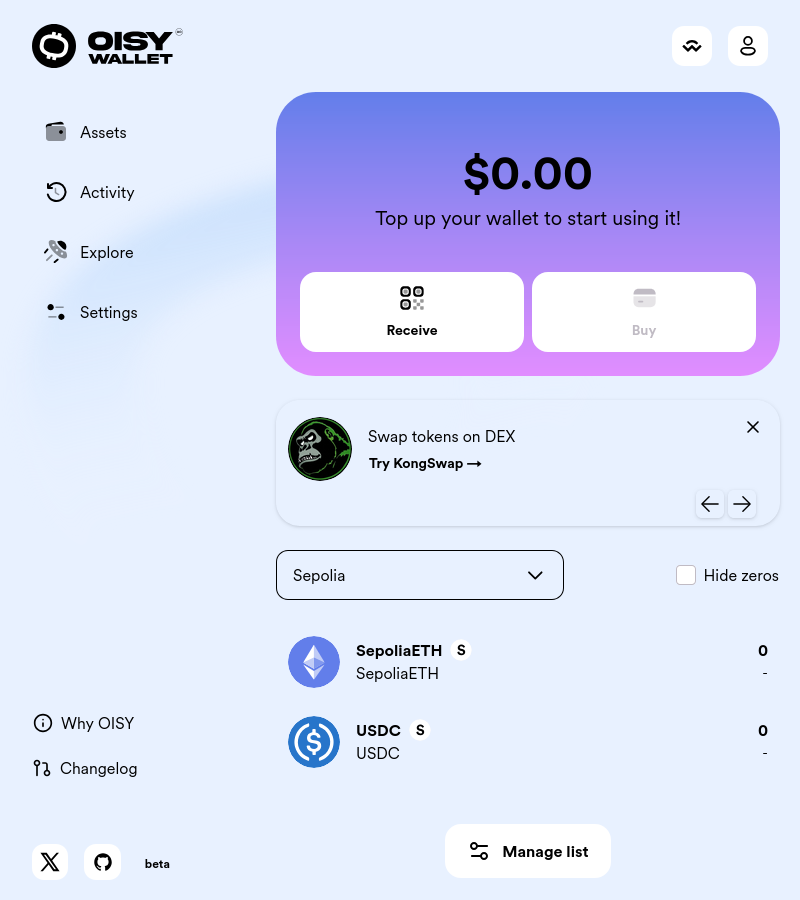 OISY
WALLET
Assets
Activity
Explore
Settings
$0.00
Top up your wallet to start using it!
Receive
Buy
Swap tokens on DEX
Try KongSwap →
Sepolia
Hide zeros
SepoliaETH S
0
SepoliaETH
-
USDC S
0
USDC
-
Why OISY
Changelog
beta
Manage list